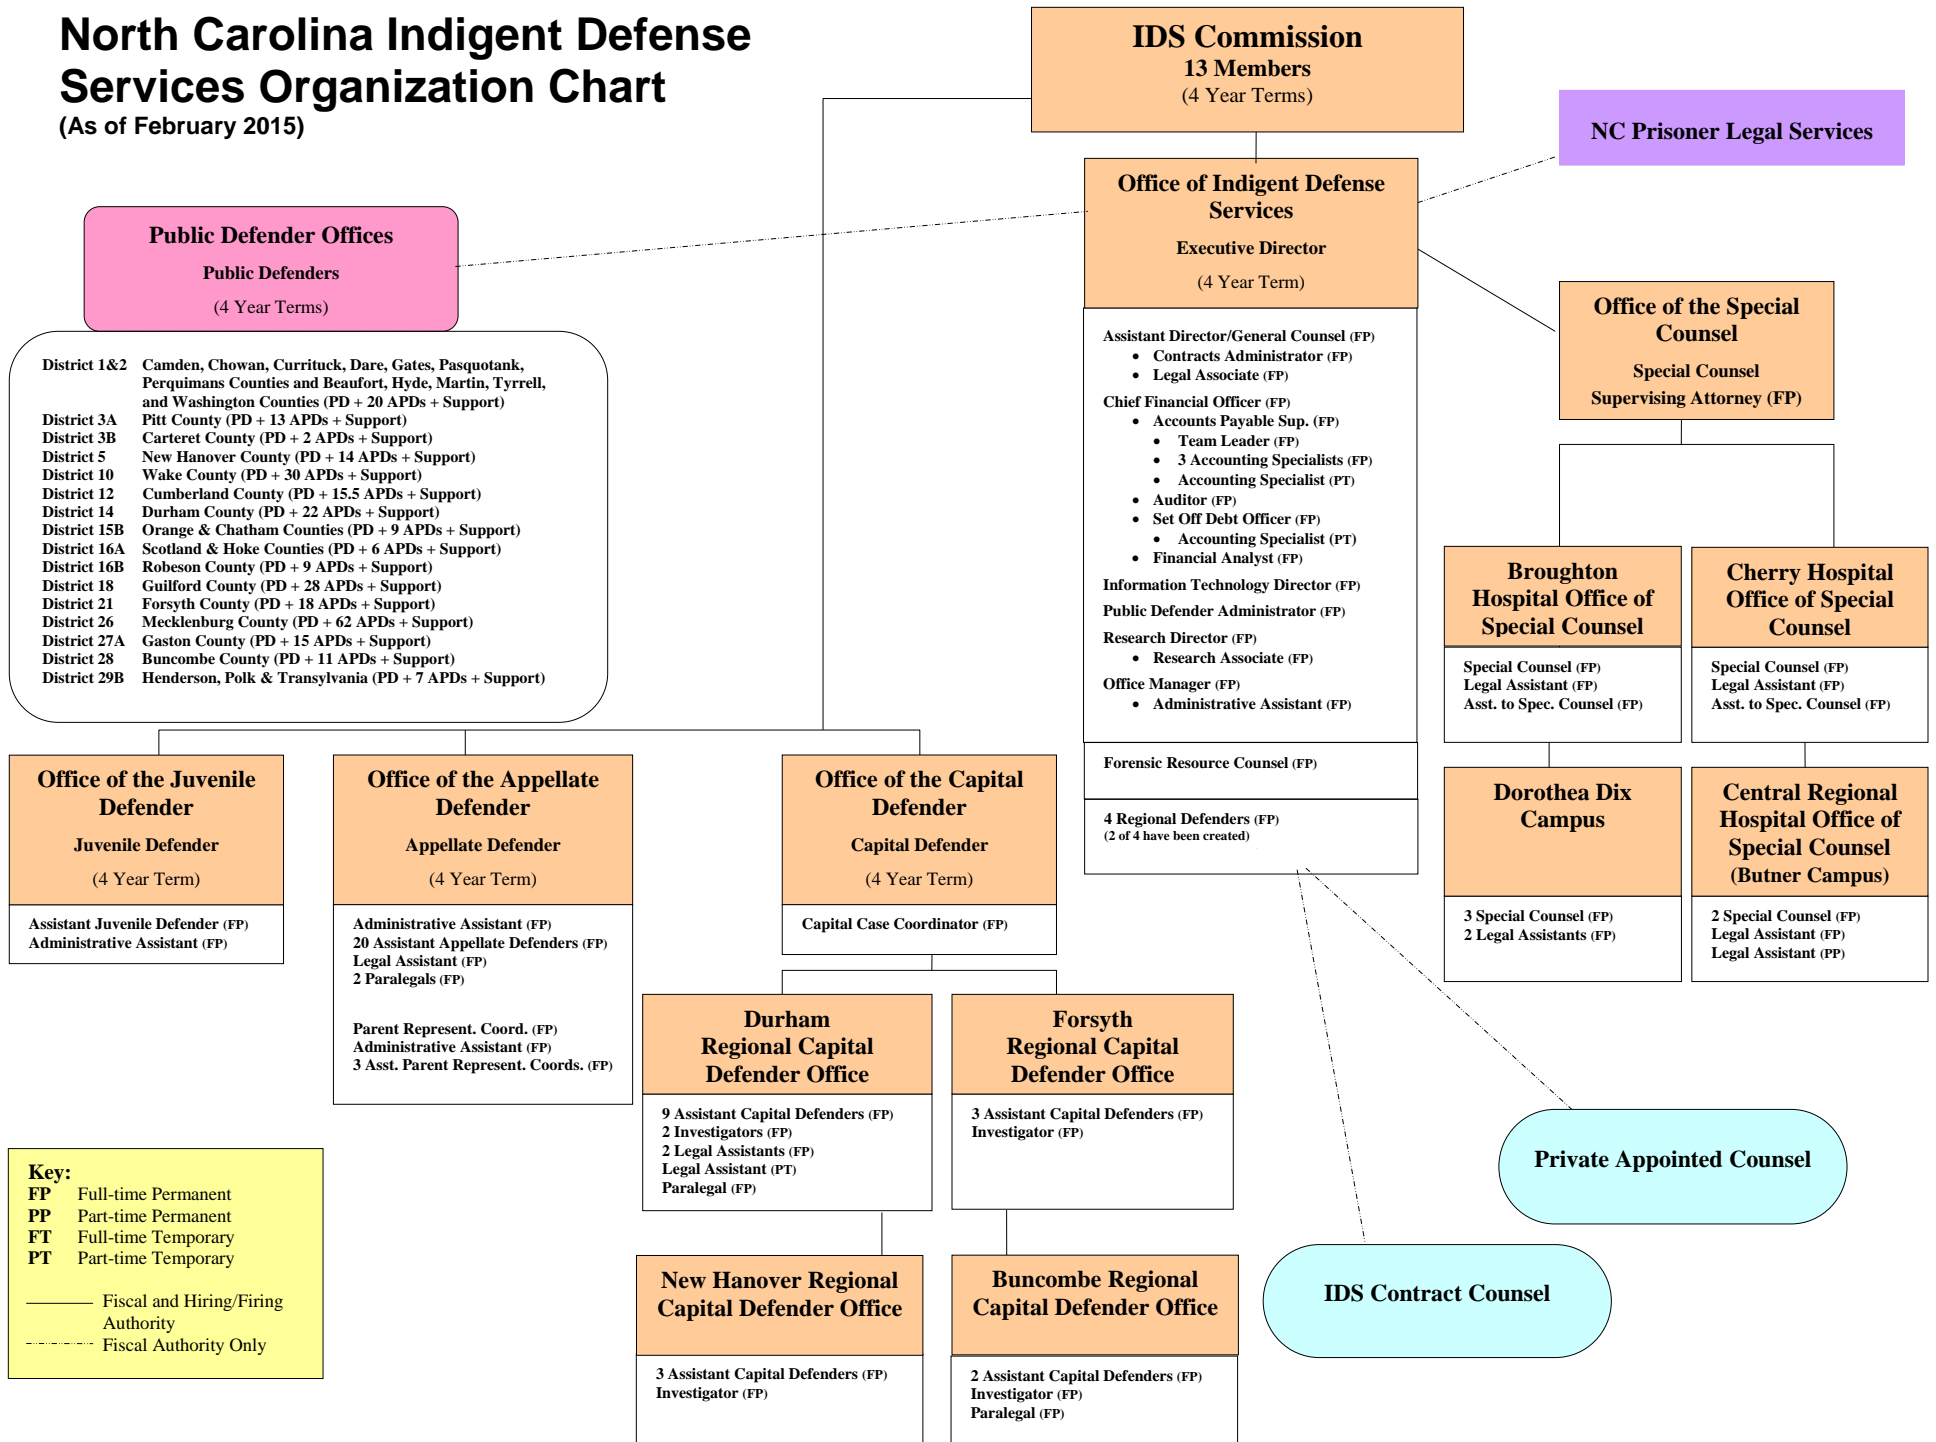 North Carolina Indigent Defense
Services Organization Chart
(As of February 2015)
IDS Commission
13 Members
(4 Year Terms)
NC Prisoner Legal Services
Office of Indigent Defense
Services
Executive Director
(4 Year Term)
Public Defender Offices
Public Defenders
(4 Year Terms)
District 1&2 Camden, Chowan, Currituck, Dare, Gates, Pasquotank,
Perquimans Counties and Beaufort, Hyde, Martin, Tyrrell,
and Washington Counties (PD + 20 APDs + Support)
District 3A Pitt County (PD + 13 APDs + Support)
District 3B Carteret County (PD + 2 APDs + Support)
District 5 New Hanover County (PD + 14 APDs + Support)
District 10 Wake County (PD + 30 APDs + Support)
District 12 Cumberland County (PD + 15.5 APDs + Support)
District 14 Durham County (PD + 22 APDs + Support)
District 15B Orange & Chatham Counties (PD + 9 APDs + Support)
District 16A Scotland & Hoke Counties (PD + 6 APDs + Support)
District 16B Robeson County (PD + 9 APDs + Support)
District 18 Guilford County (PD + 28 APDs + Support)
District 21 Forsyth County (PD + 18 APDs + Support)
District 26 Mecklenburg County (PD + 62 APDs + Support)
District 27A Gaston County (PD + 15 APDs + Support)
District 28 Buncombe County (PD + 11 APDs + Support)
District 29B Henderson, Polk & Transylvania (PD + 7 APDs + Support)
Assistant Director/General Counsel (FP)
• Contracts Administrator (FP)
• Legal Associate (FP)
Chief Financial Officer (FP)
• Accounts Payable Sup. (FP)
• Team Leader (FP)
• 3 Accounting Specialists (FP)
• Accounting Specialist (PT)
• Auditor (FP)
• Set Off Debt Officer (FP)
• Accounting Specialist (PT)
• Financial Analyst (FP)
Information Technology Director (FP)
Public Defender Administrator (FP)
Research Director (FP)
• Research Associate (FP)
Office Manager (FP)
• Administrative Assistant (FP)
Forensic Resource Counsel (FP)
4 Regional Defenders (FP)
(2 of 4 have been created)
Office of the Special
Counsel
Special Counsel
Supervising Attorney (FP)
Broughton
Hospital Office of
Special Counsel
Special Counsel (FP)
Legal Assistant (FP)
Asst. to Spec. Counsel (FP)
Cherry Hospital
Office of Special
Counsel
Special Counsel (FP)
Legal Assistant (FP)
Asst. to Spec. Counsel (FP)
Dorothea Dix
Campus
3 Special Counsel (FP)
2 Legal Assistants (FP)
Central Regional
Hospital Office of
Special Counsel
(Butner Campus)
2 Special Counsel (FP)
Legal Assistant (FP)
Legal Assistant (PP)
Office of the Juvenile
Defender
Juvenile Defender
(4 Year Term)
Assistant Juvenile Defender (FP)
Administrative Assistant (FP)
Office of the Appellate
Defender
Appellate Defender
(4 Year Term)
Administrative Assistant (FP)
20 Assistant Appellate Defenders (FP)
Legal Assistant (FP)
2 Paralegals (FP)
Parent Represent. Coord. (FP)
Administrative Assistant (FP)
3 Asst. Parent Represent. Coords. (FP)
Office of the Capital
Defender
Capital Defender
(4 Year Term)
Capital Case Coordinator (FP)
Durham
Regional Capital
Defender Office
9 Assistant Capital Defenders (FP)
2 Investigators (FP)
2 Legal Assistants (FP)
Legal Assistant (PT)
Paralegal (FP)
Forsyth
Regional Capital
Defender Office
3 Assistant Capital Defenders (FP)
Investigator (FP)
New Hanover Regional
Capital Defender Office
3 Assistant Capital Defenders (FP)
Investigator (FP)
Buncombe Regional
Capital Defender Office
2 Assistant Capital Defenders (FP)
Investigator (FP)
Paralegal (FP)
Private Appointed Counsel
IDS Contract Counsel
Key:
FP Full-time Permanent
PP Part-time Permanent
FT Full-time Temporary
PT Part-time Temporary
Fiscal and Hiring/Firing
Authority
Fiscal Authority Only